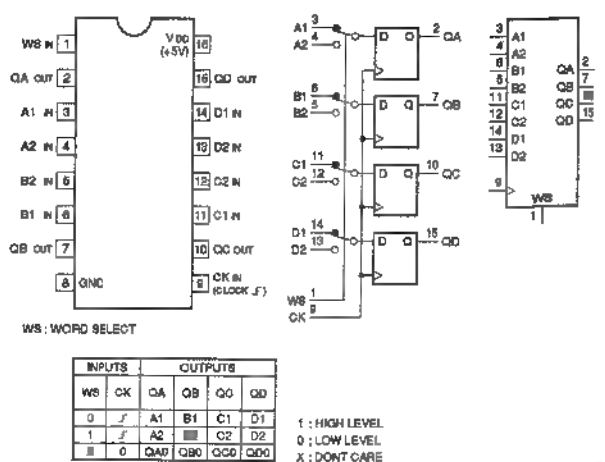 WS IN 1
VDD (+5V) 16
QA OUT 2
15 QD OUT
A1 IN 3
14 D1 IN
A2 IN 4
13 D2 IN
B2 IN 5
12 C2 IN
B1 IN 6
11 C1 IN
QB OUT 7
10 QC OUT
8 GND
9 CK IN
(CLOCK)
WS : WORD SELECT
A1 3
A2 4
D Q 2 QA
B1 6
B2 5
D Q 7 QB
C1 11
C2 12
D Q 10 QC
D1 14
D2 13
D Q 15 QD
WS 1
CK 9
3 A1
4 A2
6 B1
5 B2
11 C1
12 C2
14 D1
13 D2
9
QA 2
QB 7
QC
QD 15
WS
1
INPUTS OUTPUTS
WS CK QA QB QC QD
0 A1 B1 C1 D1
1 A2 C2 D2
0 QA0 QB0 QC0 QD0
1 : HIGH LEVEL
0 : LOW LEVEL
X : DONT CARE